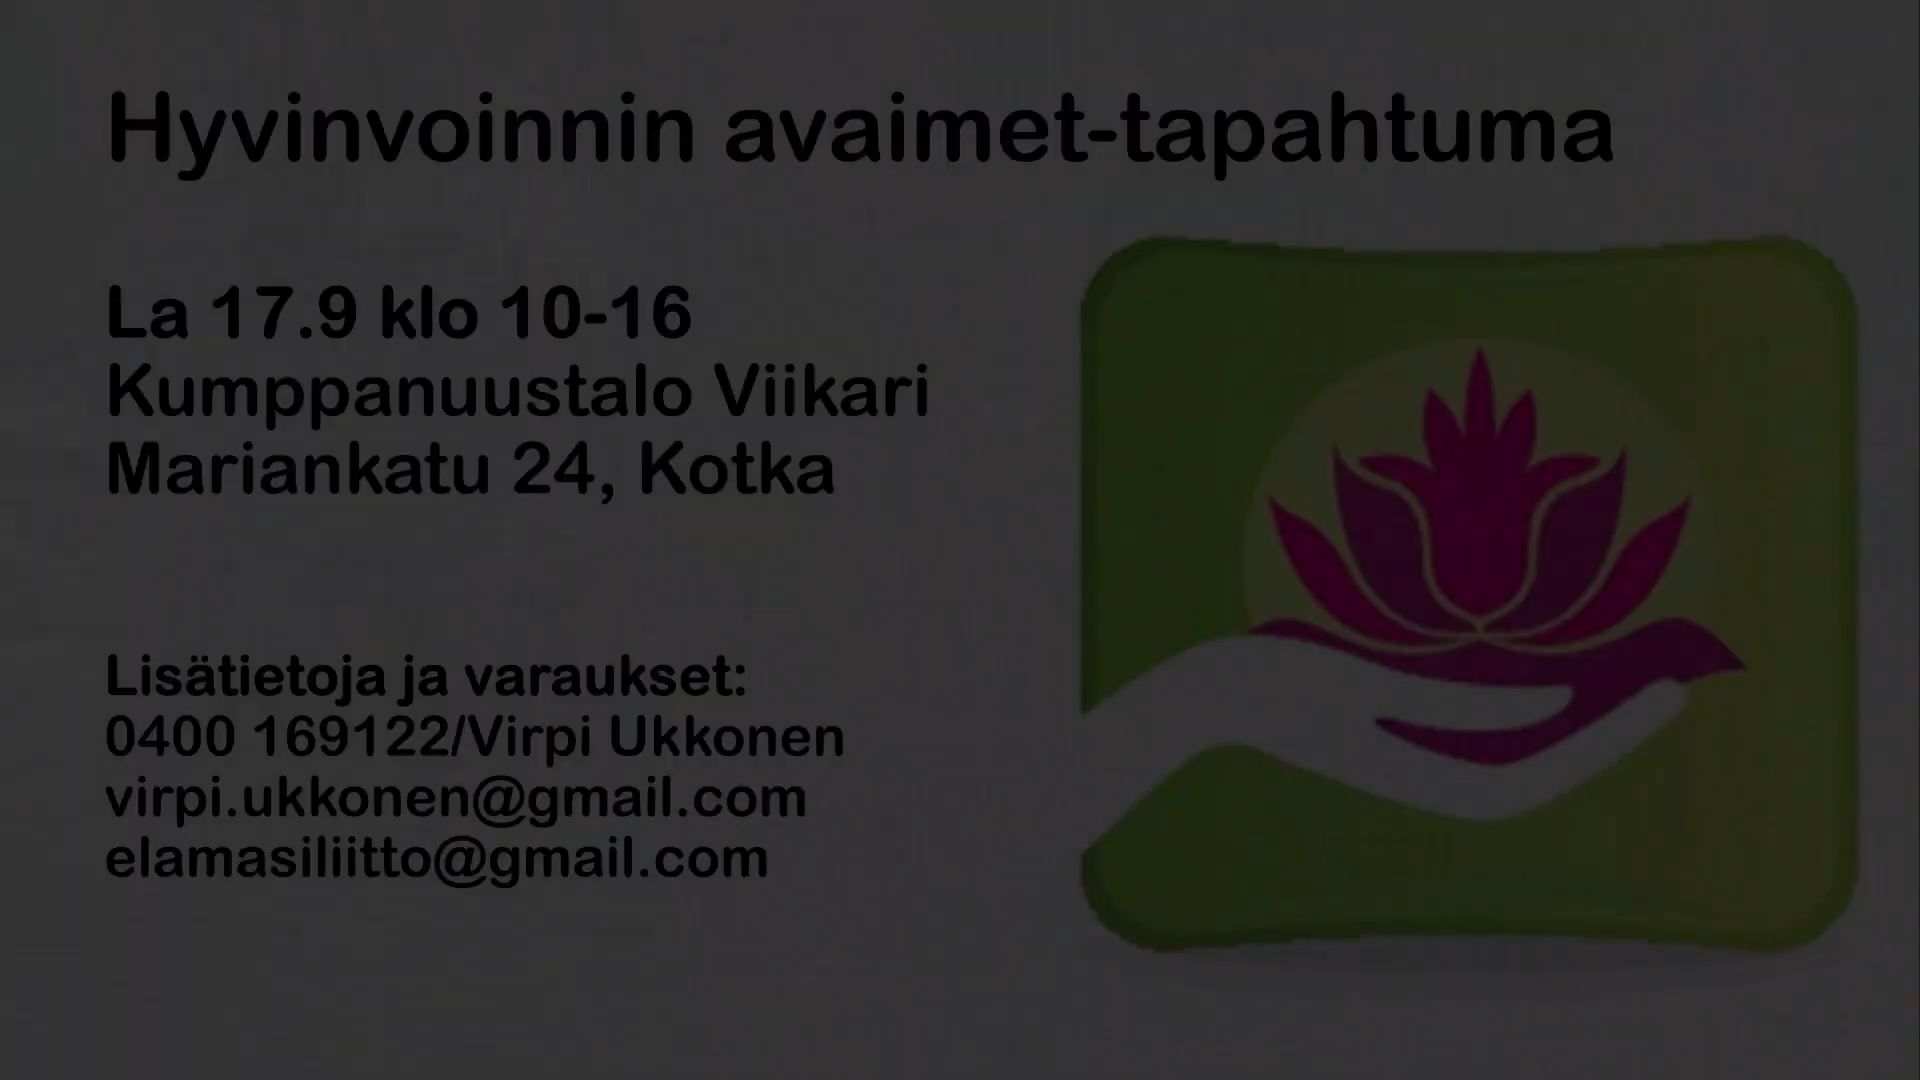 Hyvinvoinnin avaimet-tapahtuma
La 17.9 klo 10-16
Kumppanuustalo Viikari
Mariankatu 24, Kotka
Lisätietoja ja varaukset:
0400 169122/Virpi Ukkonen
virpi.ukkonen@gmail.com
elamasiliitto@gmail.com